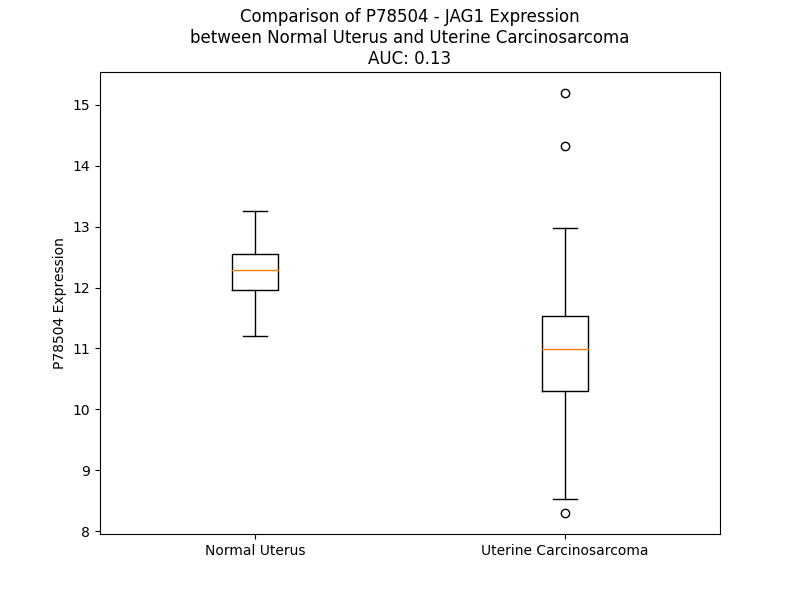 Comparison of P78504 - JAG1 Expression
between Normal Uterus and Uterine Carcinosarcoma
AUC: 0.13
P78504 Expression
15
14
13
12
11
10
9
8
Normal Uterus
Uterine Carcinosarcoma